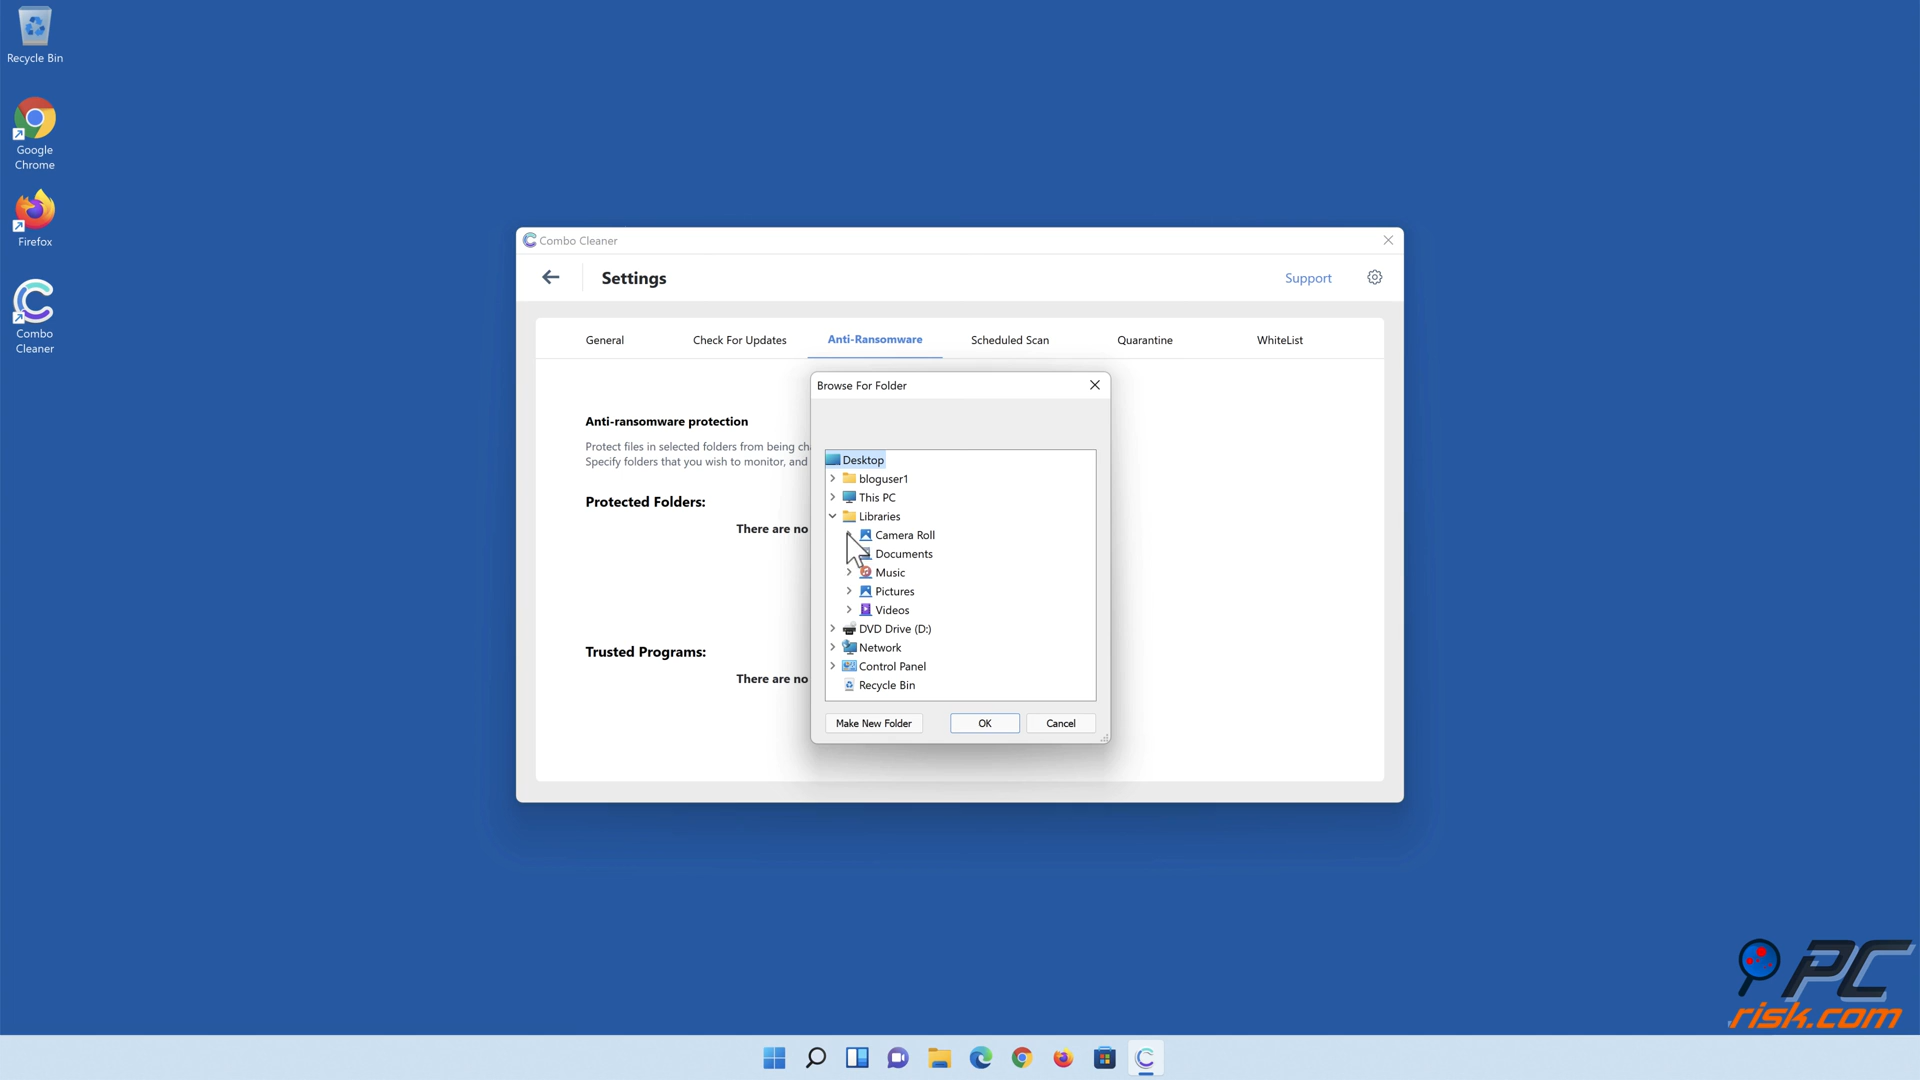 Recycle Bin
Google
Chrome
Firefox
Combo
Cleaner
Combo Cleaner
Settings
Support
General
Check For Updates
Anti-Ransomware
Scheduled Scan
Quarantine
WhiteList
Anti-ransomware protection
Protect files in selected folders from being
Specify folders that you wish to monitor, and
Protected Folders:
There are no
Trusted Programs:
There are no
Browse For Folder
Desktop
bloguser1
This PC
Libraries
Camera Roll
Documents
Music
Pictures
Videos
DVD Drive (D:)
Network
Control Panel
Recycle Bin
Make New Folder
OK
Cancel
PC
risk.com